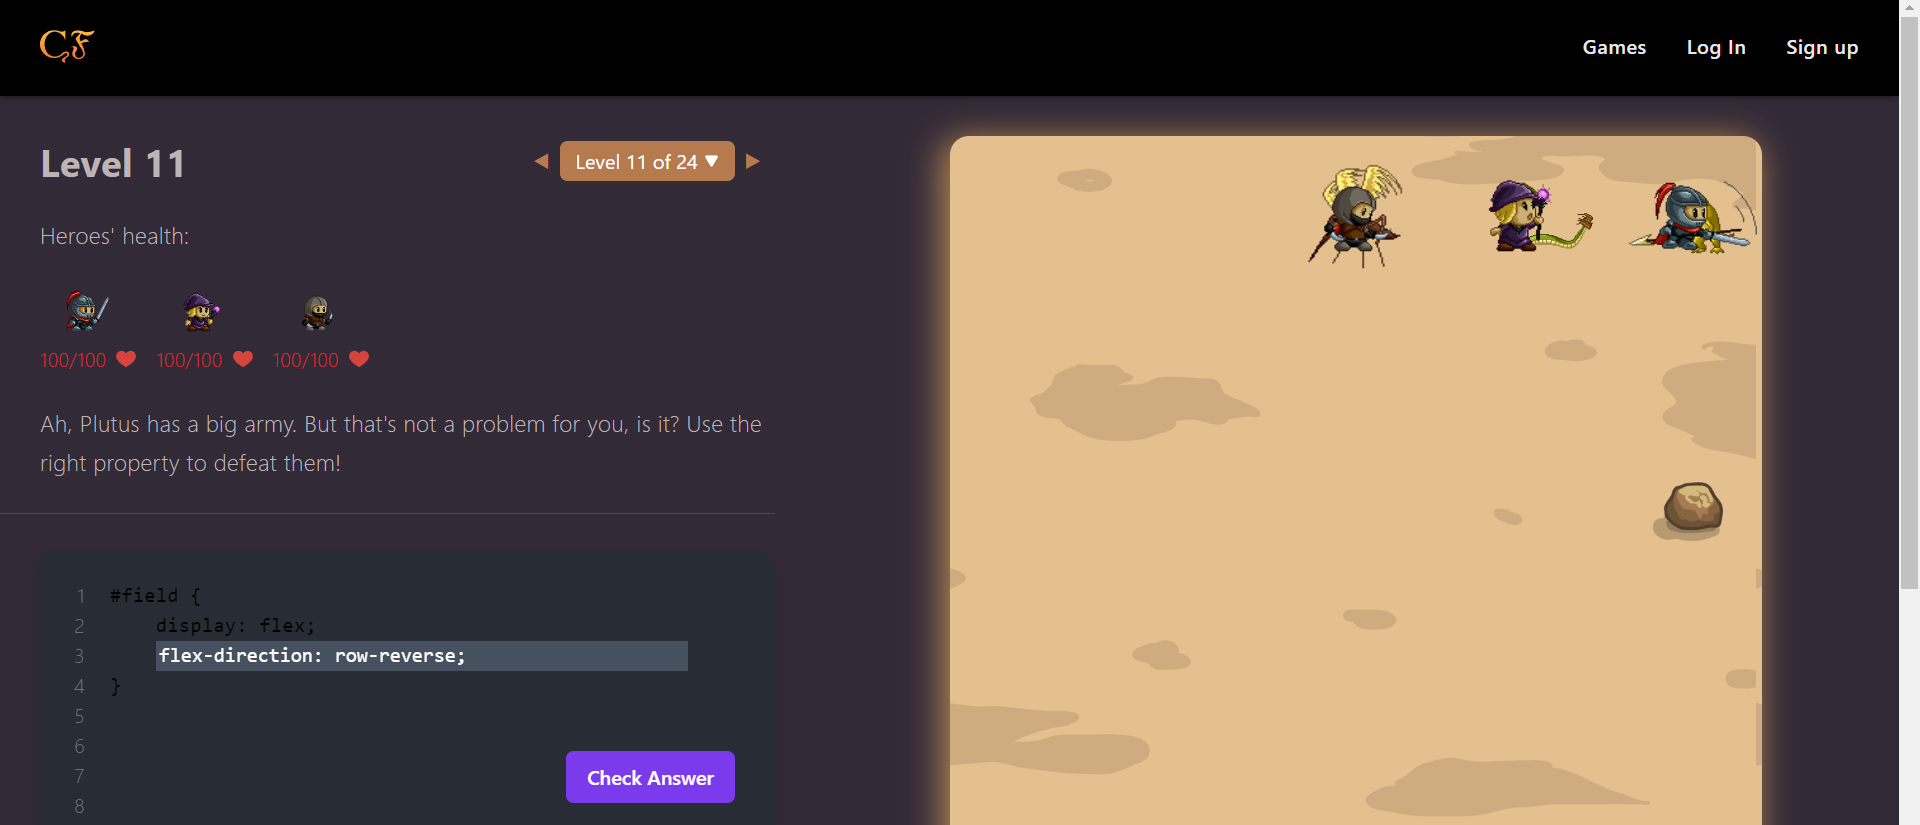 CF
Games
Log In
Sign up
Level 11
Level 11 of 24 ▼
Heroes' health:
100/100
100/100
100/100
Ah, Plutus has a big army. But that's not a problem for you, is it? Use the
right property to defeat them!
1 #field {
2 display: flex;
3 flex-direction: row-reverse;
4 }
5
6
7
8
Check Answer